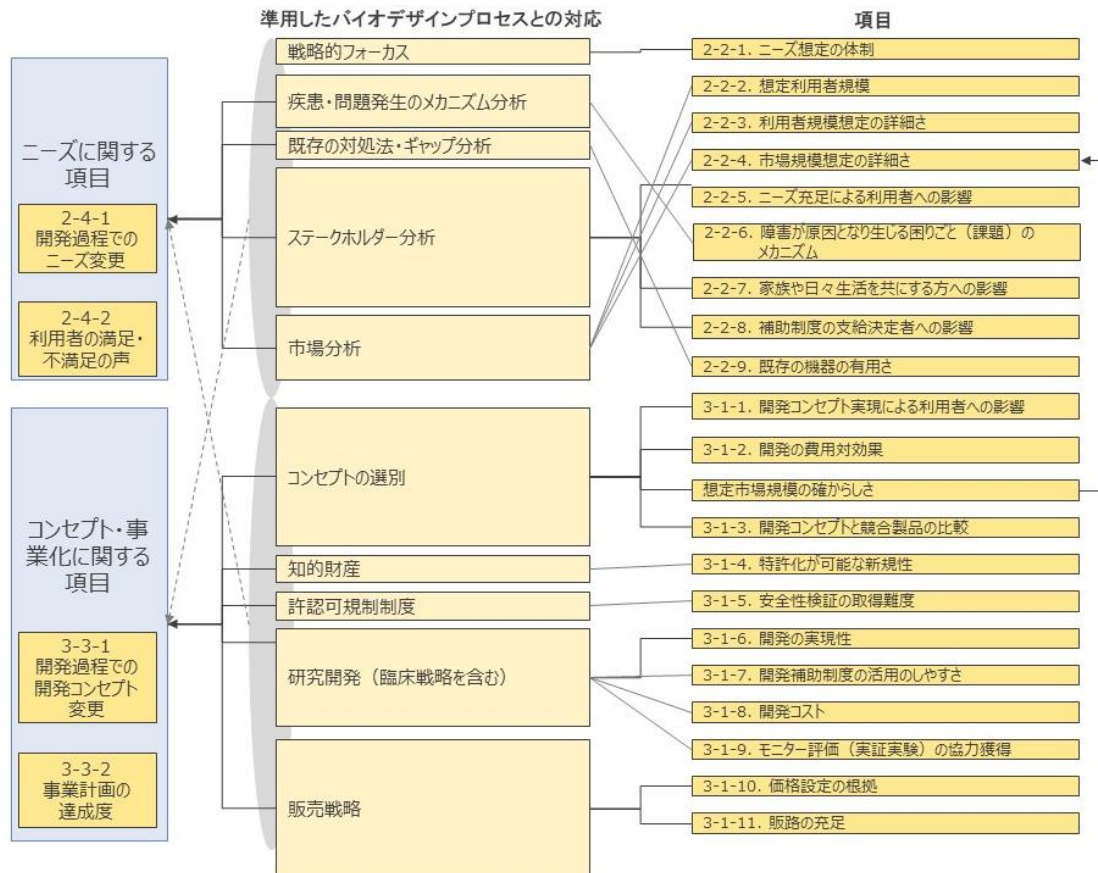 準用したバイオデザインプロセスとの対応
項目
ニーズに関する
項目
2-4-1
開発過程での
ニーズ変更
2-4-2
利用者の満足・
不満足の声
コンセプト・事
業化に関する
項目
3-3-1
開発過程での
開発コンセプト
変更
3-3-2
事業計画の
達成度
戦略的フォーカス
疾患・問題発生のメカニズム分析
既存の対処法・ギャップ分析
ステークホルダー分析
市場分析
コンセプトの選別
知的財産
許認可規制制度
研究開発（臨床戦略を含む）
販売戦略
2-2-1. ニーズ想定の体制
2-2-2. 想定利用者規模
2-2-3. 利用者規模想定の詳細さ
2-2-4. 市場規模想定の詳細さ
2-2-5. ニーズ充足による利用者への影響
2-2-6. 障害が原因となり生じる困りごと（課題）の
メカニズム
2-2-7. 家族や日々生活を共にする方への影響
2-2-8. 補助制度の支給決定者への影響
2-2-9. 既存の機器の有用さ
3-1-1. 開発コンセプト実現による利用者への影響
3-1-2. 開発の費用対効果
想定市場規模の確からしさ
3-1-3. 開発コンセプトと競合製品の比較
3-1-4. 特許化が可能な新規性
3-1-5. 安全性検証の取得難度
3-1-6. 開発の実現性
3-1-7. 開発補助制度の活用のしやすさ
3-1-8. 開発コスト
3-1-9. モニター評価（実証実験）の協力獲得
3-1-10. 価格設定の根拠
3-1-11. 販路の充足